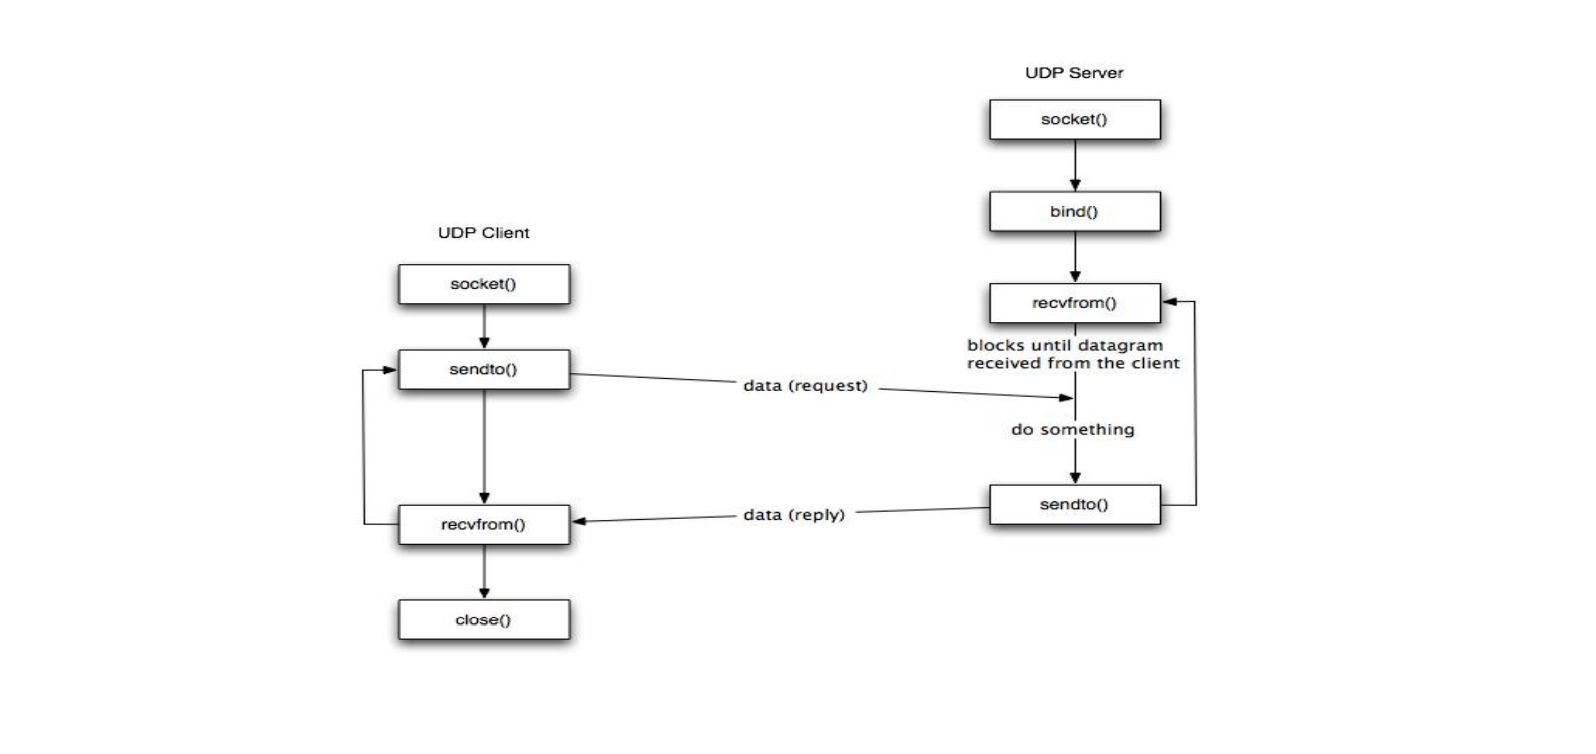 UDP Server
socket()
bind()
recvfrom()
blocks until datagram
received from the client
do something
sendto()
UDP Client
socket()
sendto()
data (request)
recvfrom()
data (reply)
close()